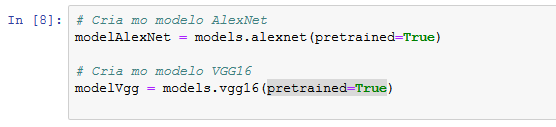 In [8]: # Cria mo modelo AlexNet
modelAlexNet = models.alexnet(pretrained=True)
# Cria mo modelo VGG16
modelVgg = models.vgg16(pretrained=True)